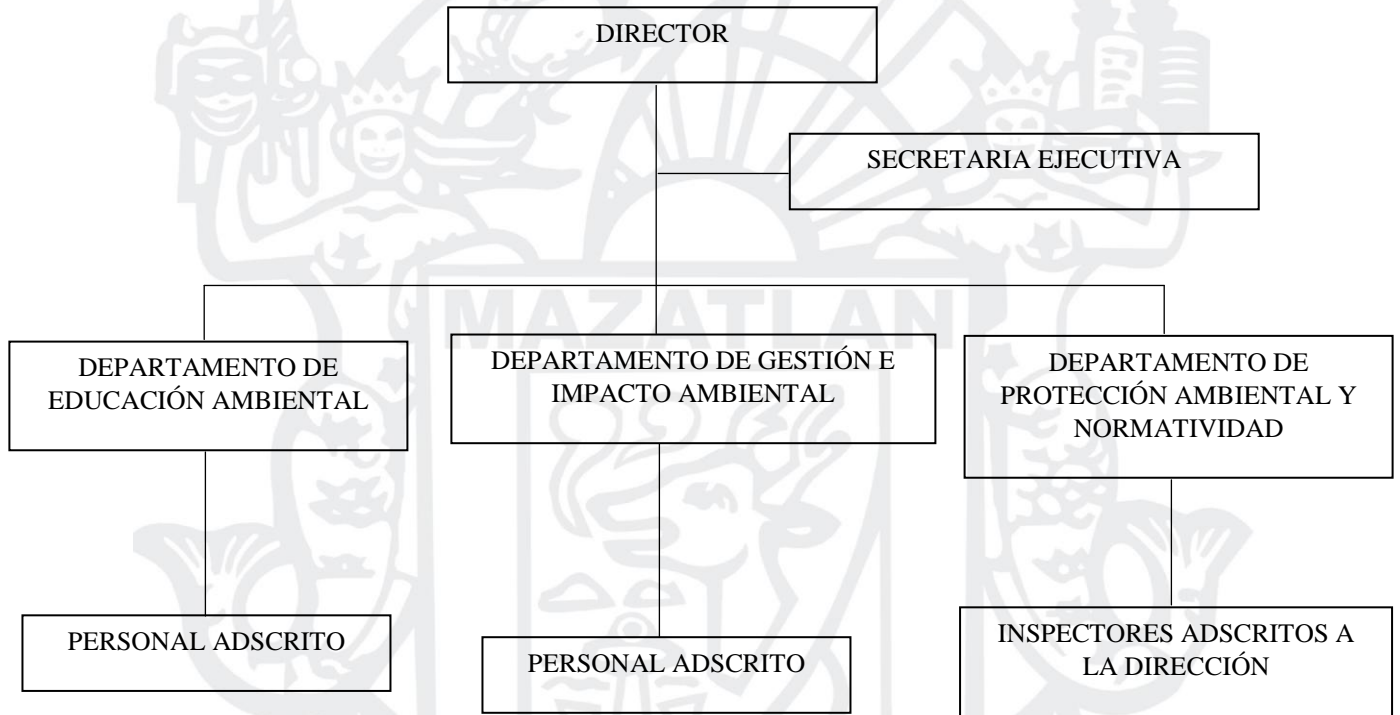 DIRECTOR
SECRETARIA EJECUTIVA
MAZATLAN
DEPARTAMENTO DE
EDUCACIÓN AMBIENTAL
DEPARTAMENTO DE GESTIÓN E
IMPACTO AMBIENTAL
DEPARTAMENTO DE
PROTECCIÓN AMBIENTAL Y
NORMATIVIDAD
PERSONAL ADSCRITO
PERSONAL ADSCRITO
INSPECTORES ADSCRITOS A
LA DIRECCIÓN